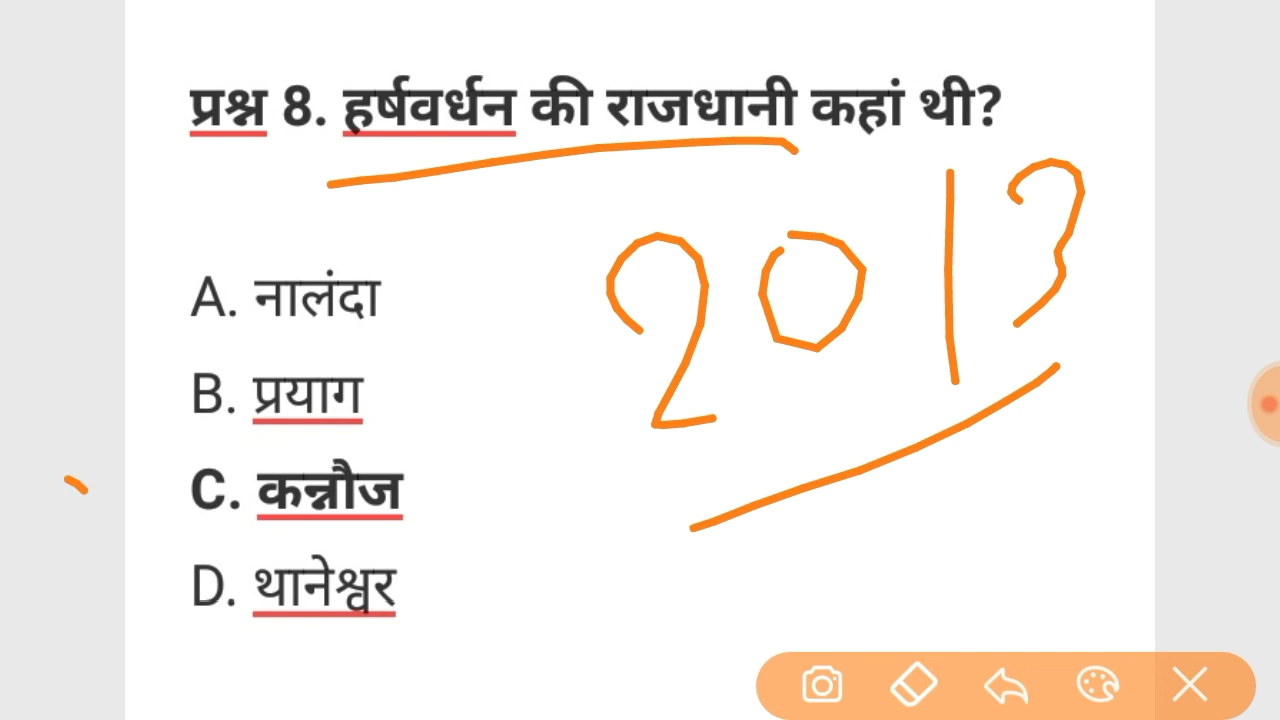 प्रश्न 8. हर्षवर्धन की राजधानी कहां थी?
2013
A. नालंदा
B. प्रयाग
C. कन्नौज
D. थानेश्वर